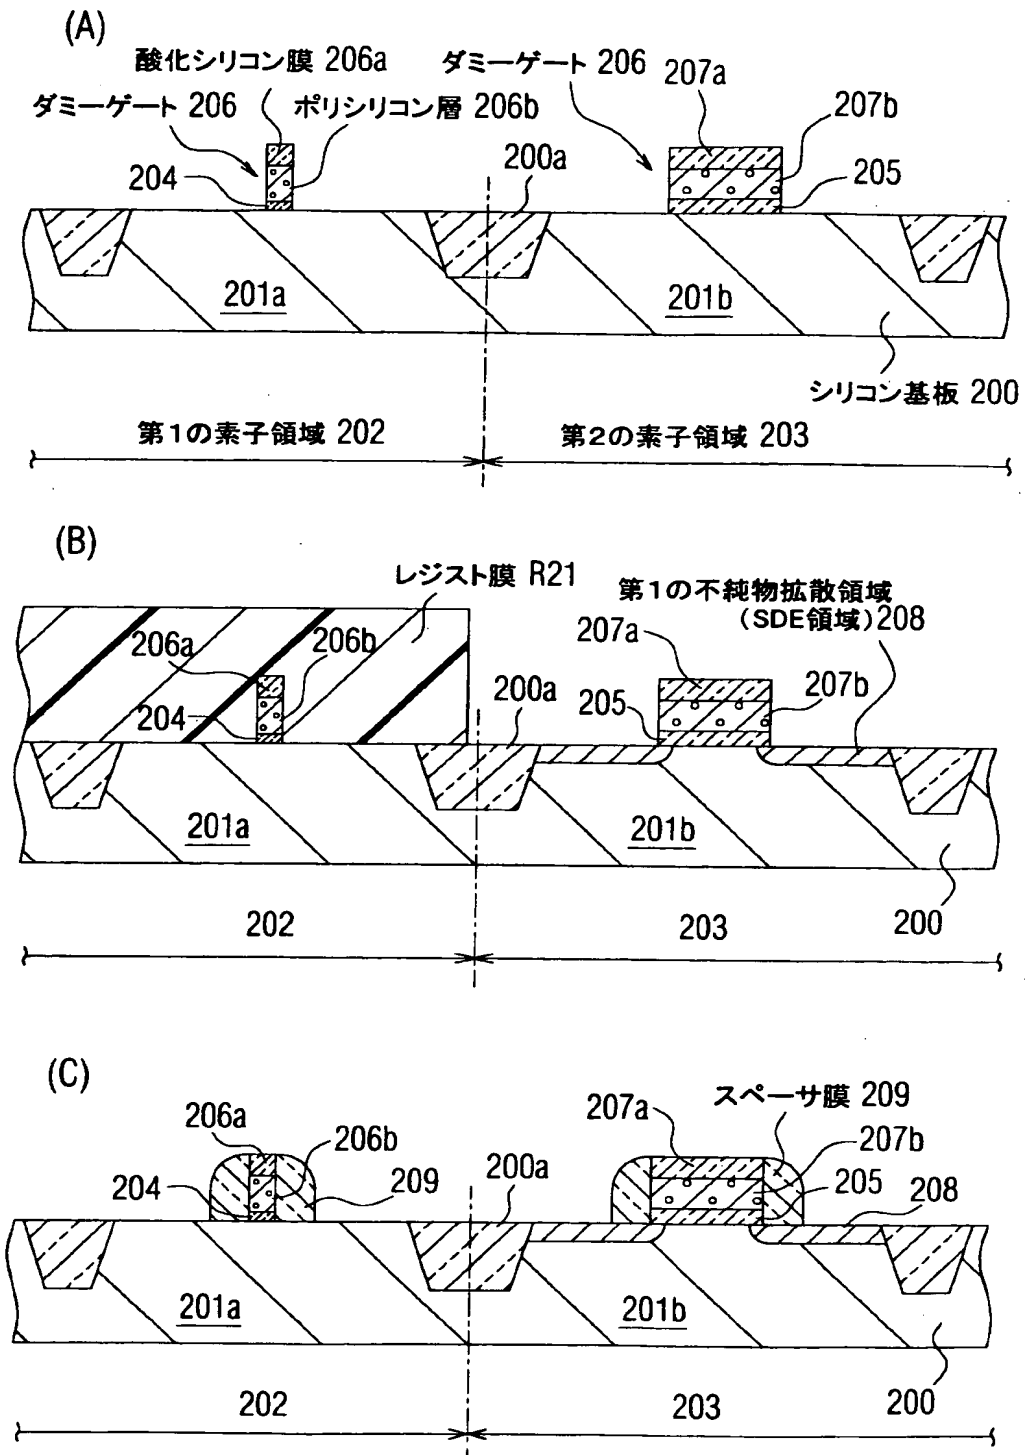 (A)
酸化シリコン膜 206a
ダミーゲート 206
207a
ダミーゲート 206
ポリシリコン層 206b
207b
204
200a
205
201a
201b
シリコン基板 200
第1の素子領域 202
第2の素子領域 203
(B)
レジスト膜 R21
第1の不純物拡散領域
(SDE領域)208
206a
206b
207a
200a
207b
204
205
201a
201b
202
203
200
(C)
スペーサ膜 209
206a
207a
206b
207b
200a
204
209
205
208
201a
201b
202
203
200